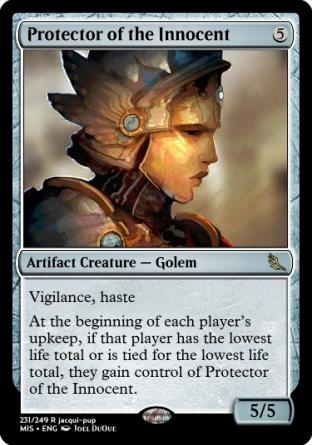 Protector of the Innocent 5
Artifact Creature — Golem
Vigilance, haste
At the beginning of each player's
upkeep, if that player has the lowest
life total or is tied for the lowest life
total, they gain control of Protector
of the Innocent.
5/5
231/249 R jacqui-pup
MIS • ENG Joel DuQue